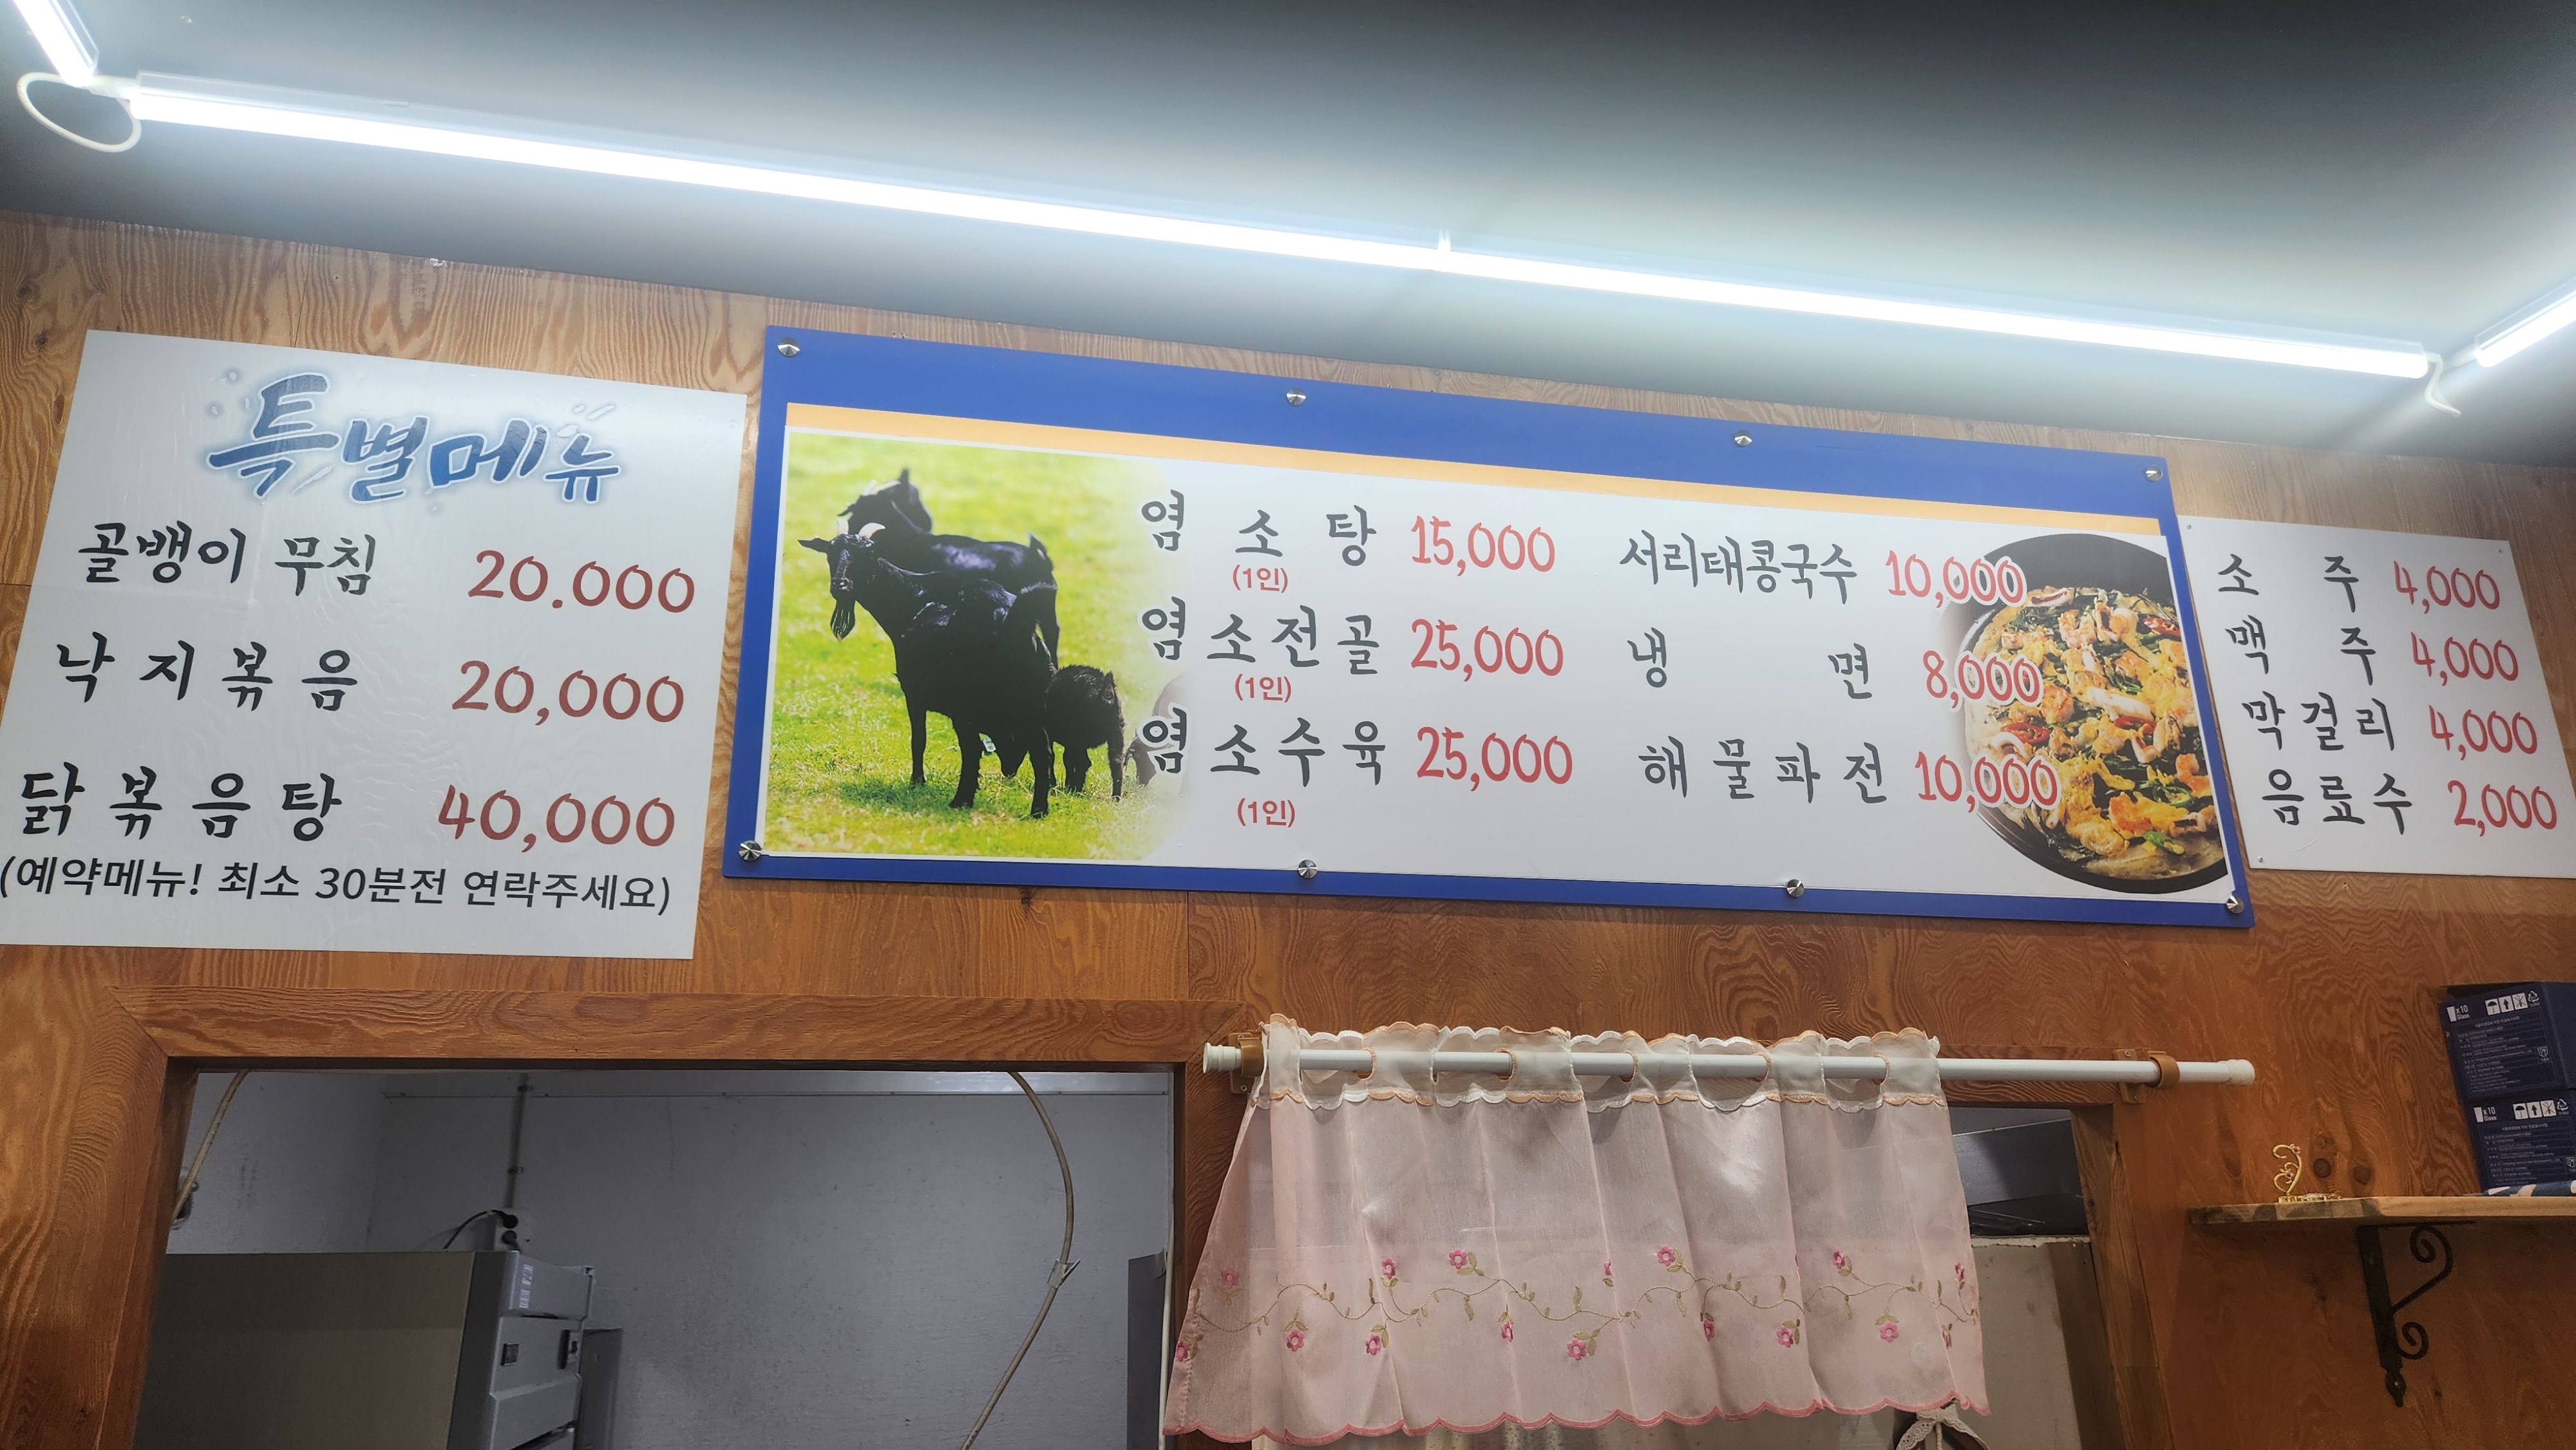 특별메뉴
골뱅이 무침 20.000
낙지볶음 20,000
닭볶음탕 40,000
(예약메뉴! 최소 30분전 연락주세요)
염소탕 15,000
(1인)
염소전골 25,000
(1인)
염소수육 25,000
(1인)
서리태콩국수 10,000
냉면 8,000
해물파전 10,000
소주 4,000
맥주 4,000
막걸리 4,000
음료수 2,000
x10
Glass
x10
Glass